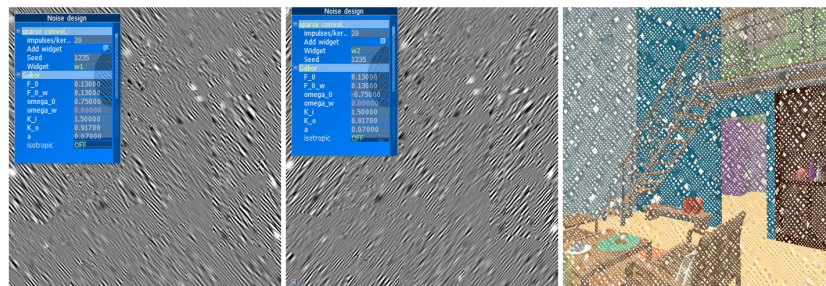 Noise design
sparse convol.
impulses/ker.. 20
Add widget
Seed 1235
Widget w1
Gabor
F_0 0.13000
F_0_w 0.13000
omega_0 0.75000
omega_w 0.00000
K_i 1.50000
K_o 0.91700
a 0.07000
isotropic OFF
Noise design
sparse convol.
impulses/ker.. 20
Add widget
Seed 1235
Widget w2
Gabor
F_0 0.13000
F_0_w 0.13000
omega_0 -0.75000
omega_w 0.00000
K_i 1.50000
K_o 0.91700
a 0.07000
isotropic OFF